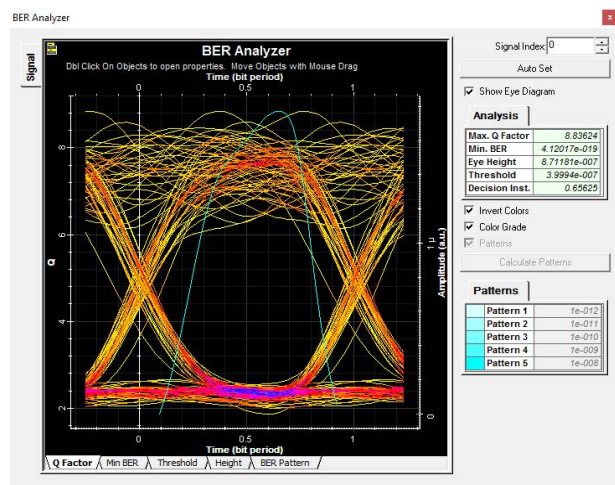 BER Analyzer
x
Signal
BER Analyzer
Dbl Click On Objects to open properties. Move Objects with Mouse Drag
Time (bit period)
0 0.5 1
8
6
4
2
Q
1 µ
0
Amplitude (a.u.)
0 0.5 1
Time (bit period)
Q Factor Min BER Threshold Height BER Pattern
Signal Index: 0
Auto Set
Show Eye Diagram
Analysis
Max. Q Factor 8.83624
Min. BER 4.12017e-019
Eye Height 8.71181e-007
Threshold 3.9994e-007
Decision Inst. 0.65625
Invert Colors
Color Grade
Patterns
Calculate Patterns
Patterns
Pattern 1 1e-012
Pattern 2 1e-011
Pattern 3 1e-010
Pattern 4 1e-009
Pattern 5 1e-008